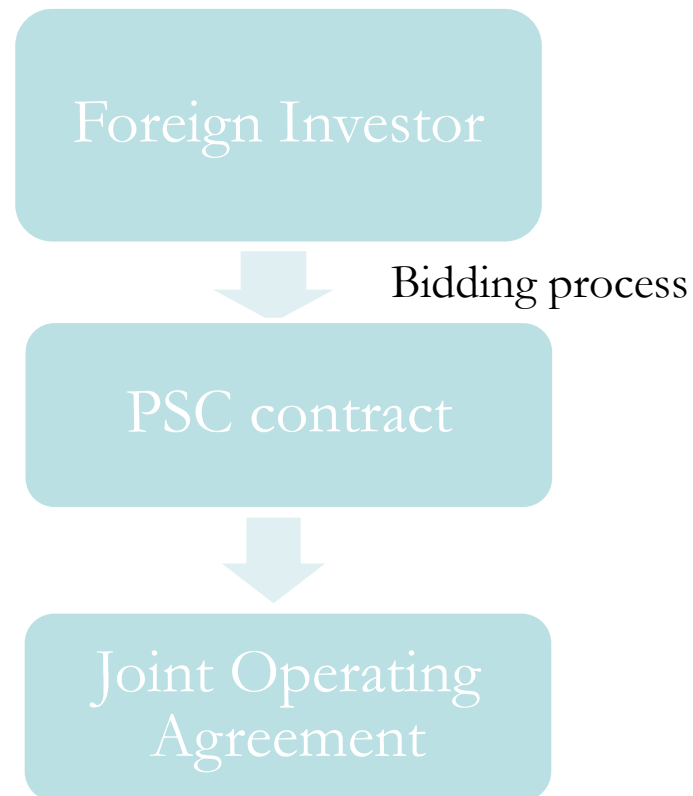 Foreign Investor
Bidding process
PSC contract
Joint Operating
Agreement